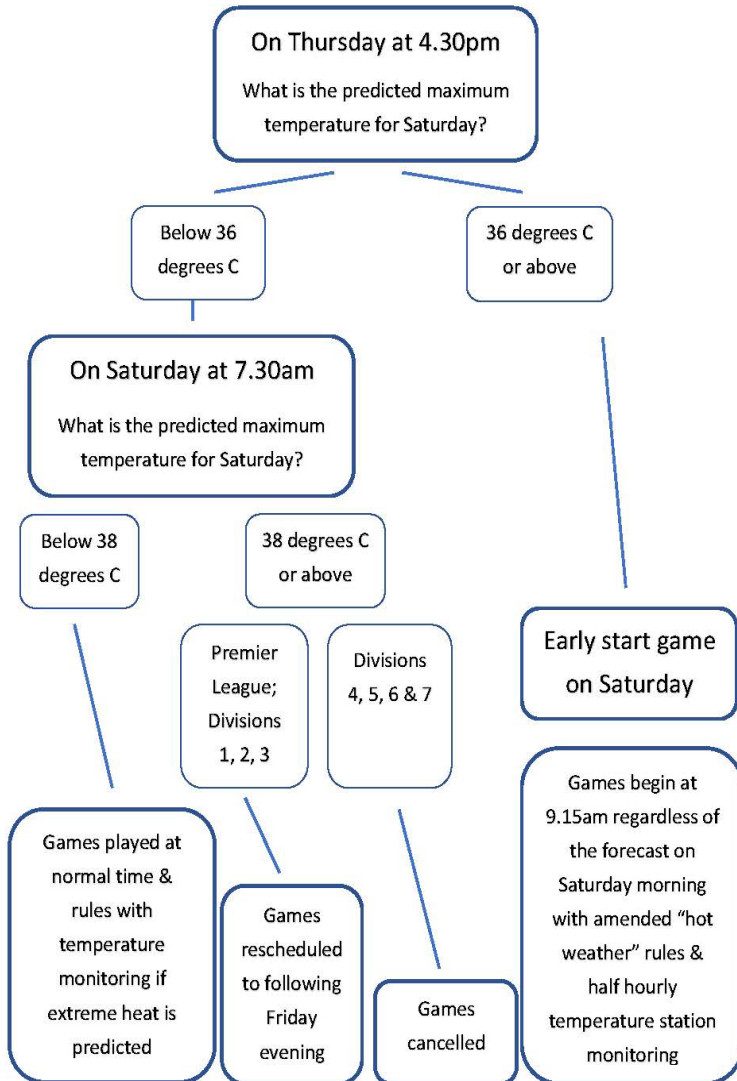 On Thursday at 4.30pm
What is the predicted maximum
temperature for Saturday?
Below 36
degrees C
36 degrees C
or above
On Saturday at 7.30am
What is the predicted maximum
temperature for Saturday?
Below 38
degrees C
38 degrees C
or above
Premier
League;
Divisions
1, 2, 3
Divisions
4, 5, 6 & 7
Early start game
on Saturday
Games played at
normal time &
rules with
temperature
monitoring if
extreme heat is
predicted
Games
rescheduled
to following
Friday
evening
Games
cancelled
Games begin at
9.15am regardless of
the forecast on
Saturday morning
with amended “hot
weather” rules &
half hourly
temperature station
monitoring